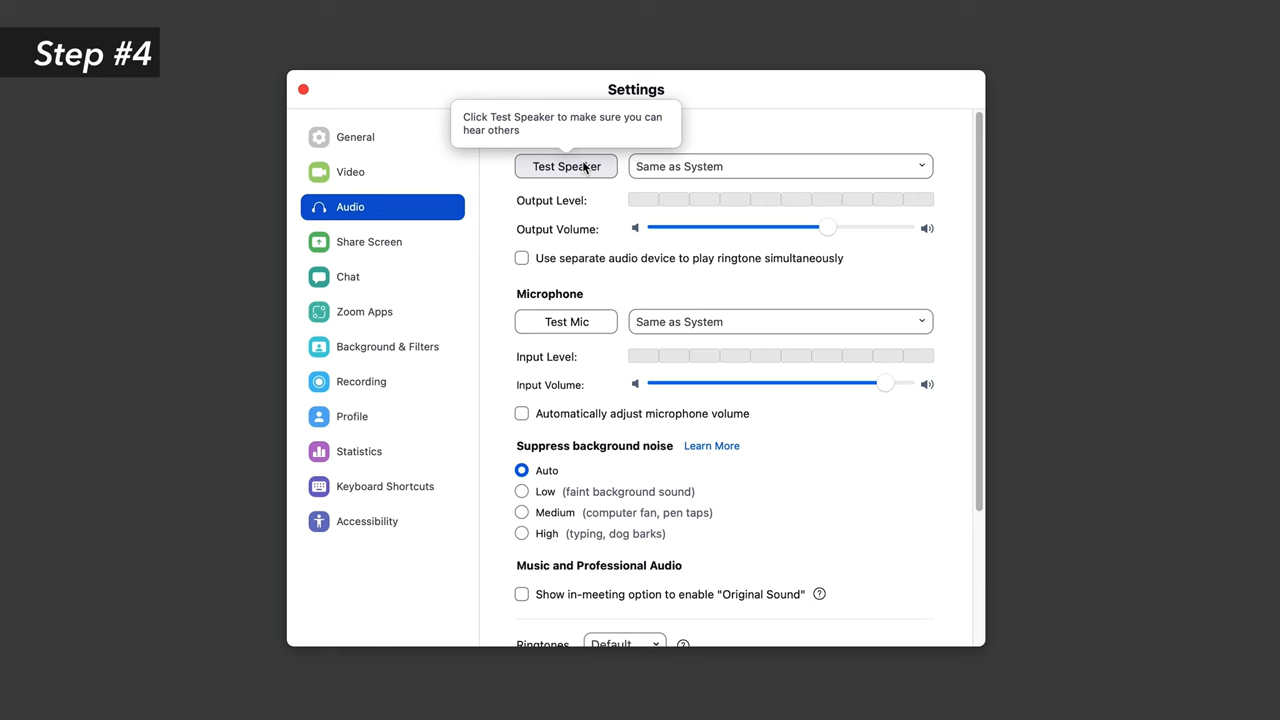 Step #4
Settings
Click Test Speaker to make sure you can
hear others
General
Video
Audio
Share Screen
Chat
Zoom Apps
Background & Filters
Recording
Profile
Statistics
Keyboard Shortcuts
Accessibility
Test Speaker
Same as System
Output Level:
Output Volume:
Use separate audio device to play ringtone simultaneously
Microphone
Test Mic
Same as System
Input Level:
Input Volume:
Automatically adjust microphone volume
Suppress background noise Learn More
Auto
Low (faint background sound)
Medium (computer fan, pen taps)
High (typing, dog barks)
Music and Professional Audio
Show in-meeting option to enable "Original Sound" ?
Ringtones Default ?